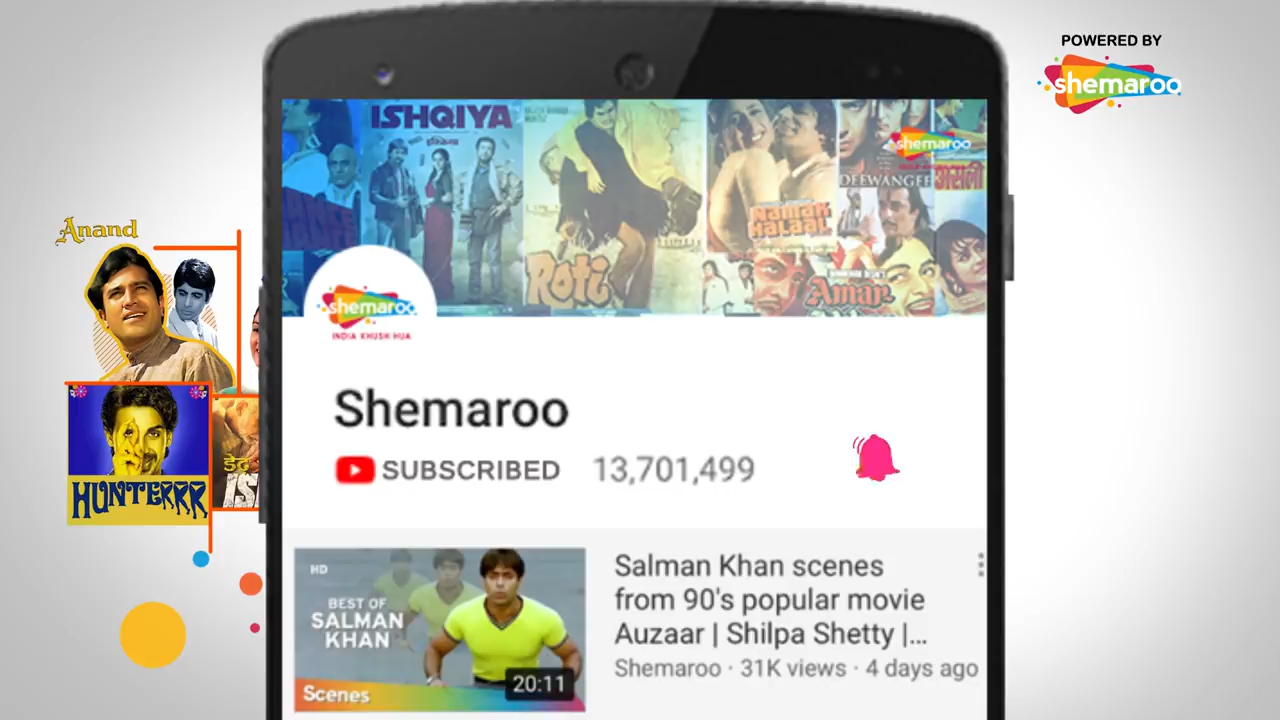 POWERED BY
shemaroo
ISHQIYA
इश्क़िया
shemaroo
DEEWANGEE
असली
NAMAK
HALAAL
Roti
Amar
Anand
shemaroo
INDIA KHUSH HUA
Shemaroo
SUBSCRIBED 13,701,499
HUNTERRR
डेढ़
HD
BEST OF
SALMAN
KHAN
20:11
Scenes
Salman Khan scenes
from 90's popular movie
Auzaar | Shilpa Shetty |...
Shemaroo · 31K views · 4 days ago